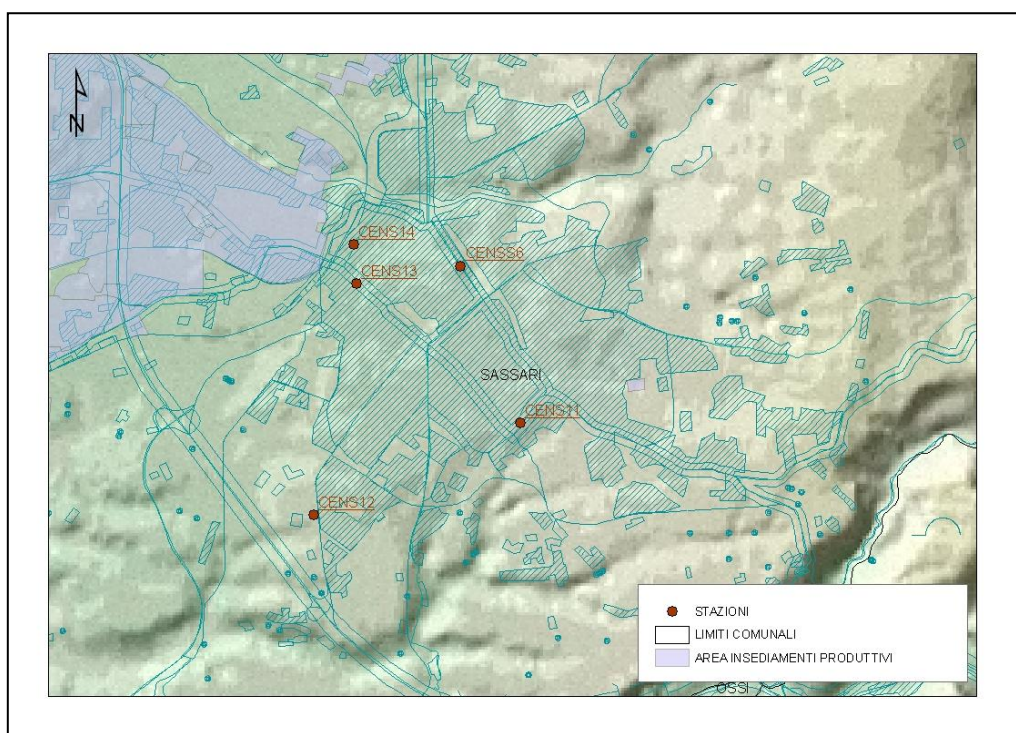 N
CENS14
CENSS6
CENS13
SASSARI
CENS11
CENS12
STAZIONI
LIMITI COMUNALI
AREA INSEDIAMENTI PRODUTTIVI
OSSI